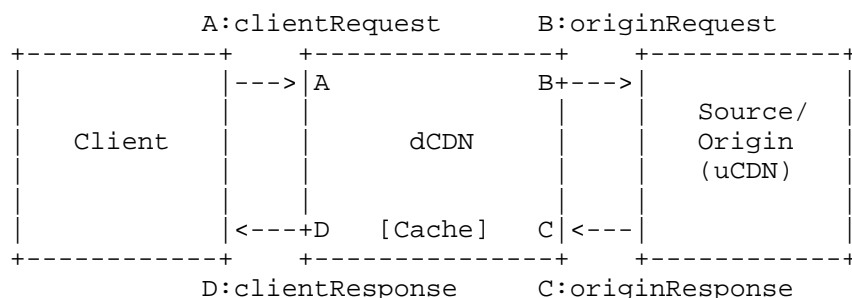 A:clientRequest B:originRequest
+------------+ +---------------+ +------------+
| |--->|A B+--->| |
| | | | | Source/ |
| Client | | dCDN | | Origin |
| | | | | (uCDN) |
| | | | | |
| |<---+D [Cache] C|<---| |
+------------+ +---------------+ +------------+
D:clientResponse C:originResponse